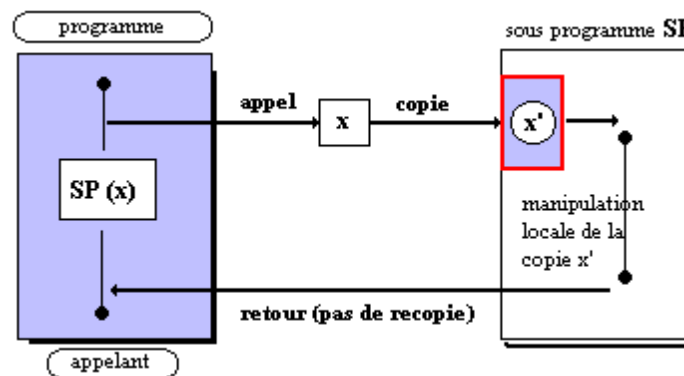 programme
sous programme SP
appel
copie
x
x'
SP (x)
manipulation
locale de la
copie x'
retour (pas de recopie)
appelant